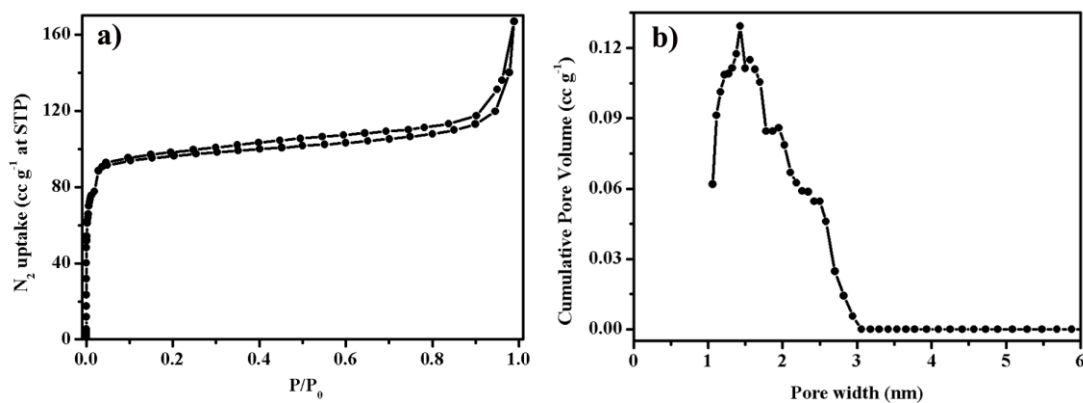 a)
N₂ uptake (cc g⁻¹ at STP)
160
120
80
40
0
0.0 0.2 0.4 0.6 0.8 1.0
P/P₀
b)
Cumulative Pore Volume (cc g⁻¹)
0.12
0.09
0.06
0.03
0.00
0 1 2 3 4 5 6
Pore width (nm)